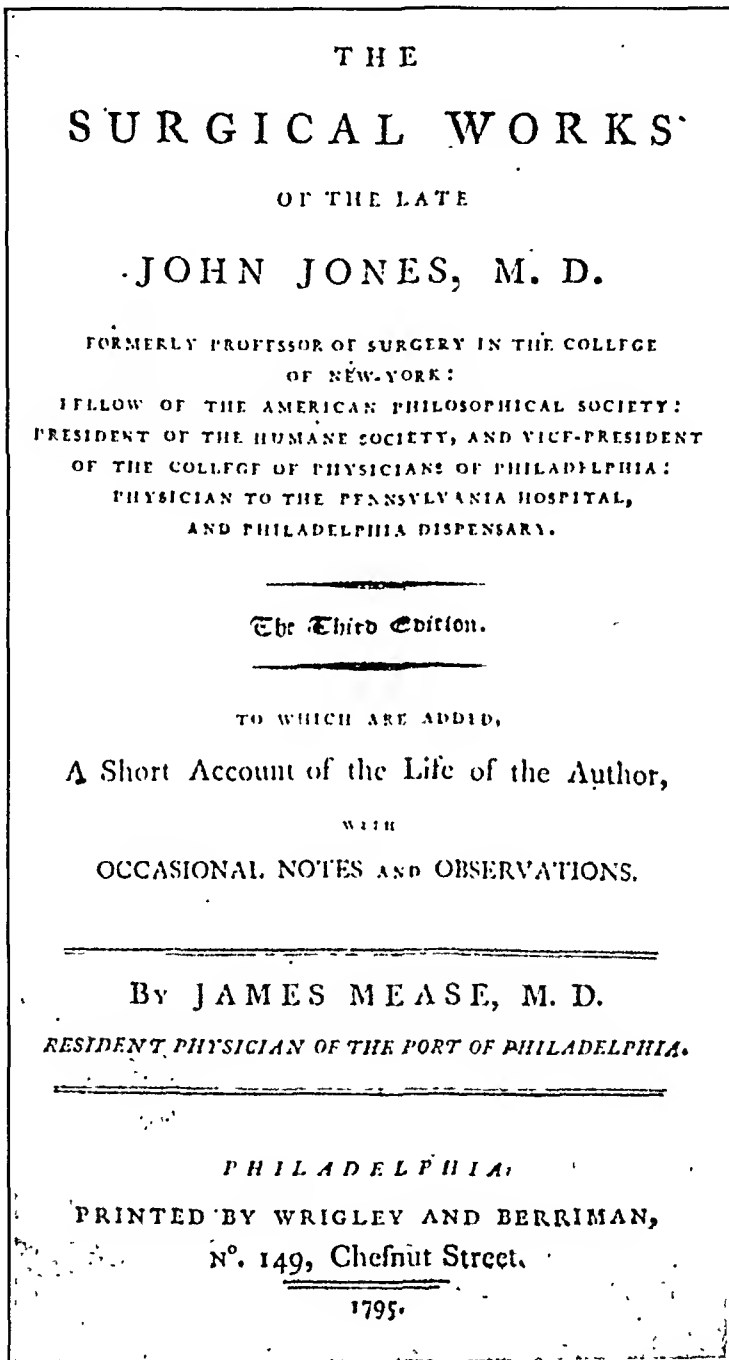 THE
SURGICAL WORKS
OF THE LATE
JOHN JONES, M. D.
FORMERLY PROFESSOR OF SURGERY IN THE COLLEGE
OF NEW-YORK:
FELLOW OF THE AMERICAN PHILOSOPHICAL SOCIETY:
PRESIDENT OF THE HUMANE SOCIETY, AND VICE-PRESIDENT
OF THE COLLEGE OF PHYSICIANS OF PHILADELPHIA:
PHYSICIAN TO THE PENNSYLVANIA HOSPITAL,
AND PHILADELPHIA DISPENSARY.
The Third Edition.
TO WHICH ARE ADDED,
A Short Account of the Life of the Author,
WITH
OCCASIONAL NOTES AND OBSERVATIONS.
By JAMES MEASE, M. D.
RESIDENT PHYSICIAN OF THE PORT OF PHILADELPHIA.
PHILADELPHIA:
PRINTED BY WRIGLEY AND BERRIMAN,
No. 149, Cheſnut Street.
1795.